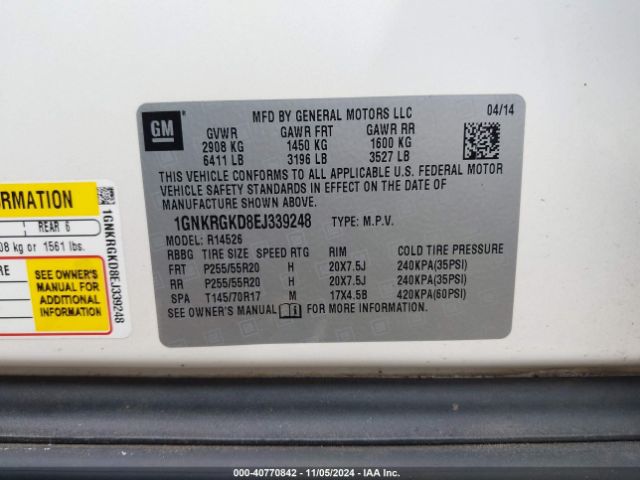 GM
MFD BY GENERAL MOTORS LLC 04/14
GVWR GAWR FRT GAWR RR
2908 KG 1450 KG 1600 KG
6411 LB 3196 LB 3527 LB
THIS VEHICLE CONFORMS TO ALL APPLICABLE U.S. FEDERAL MOTOR
VEHICLE SAFETY STANDARDS IN EFFECT ON THE DATE OF
MANUFACTURE SHOWN ABOVE.
1GNKRGKD8EJ339248 TYPE: M.P.V.
MODEL: R14526
RBBG TIRE SIZE SPEED RTG RIM COLD TIRE PRESSURE
FRT P255/55R20 H 20X7.5J 240KPA(35PSI)
RR P255/55R20 H 20X7.5J 240KPA(35PSI)
SPA T145/70R17 M 17X4.5B 420KPA(60PSI)
SEE OWNER'S MANUAL FOR MORE INFORMATION.
ORMATION
REAR 6
08 kg or 1561 lbs.
RE
SEE OWNER'S
MANUAL FOR
ADDITIONAL
INFORMATION
1GNKRGKD8EJ339248
© 000-40770842 - 11/05/2024 - IAAI.COM